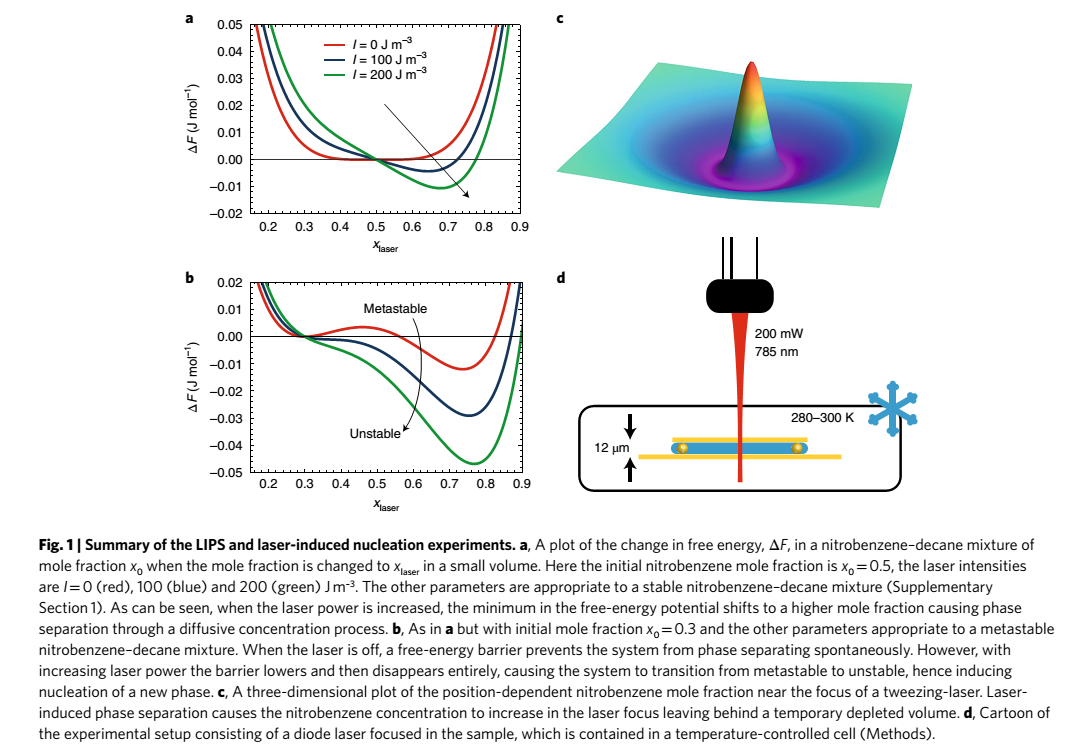 a
0.05
0.04
0.03
0.02
0.01
0.00
−0.01
−0.02
ΔF (J mol⁻¹)
I = 0 J m⁻³
I = 100 J m⁻³
I = 200 J m⁻³
0.2 0.3 0.4 0.5 0.6 0.7 0.8 0.9
x_laser
b
0.02
0.01
0.00
−0.01
−0.02
−0.03
−0.04
−0.05
ΔF (J mol⁻¹)
Metastable
Unstable
0.2 0.3 0.4 0.5 0.6 0.7 0.8 0.9
x_laser
c
d
200 mW
785 nm
280–300 K
12 μm
Fig. 1 | Summary of the LIPS and laser-induced nucleation experiments. a, A plot of the change in free energy, ΔF, in a nitrobenzene–decane mixture of
mole fraction x₀ when the mole fraction is changed to x_laser in a small volume. Here the initial nitrobenzene mole fraction is x₀ = 0.5, the laser intensities
are I = 0 (red), 100 (blue) and 200 (green) J m⁻³. The other parameters are appropriate to a stable nitrobenzene–decane mixture (Supplementary
Section 1). As can be seen, when the laser power is increased, the minimum in the free-energy potential shifts to a higher mole fraction causing phase
separation through a diffusive concentration process. b, As in a but with initial mole fraction x₀ = 0.3 and the other parameters appropriate to a metastable
nitrobenzene–decane mixture. When the laser is off, a free-energy barrier prevents the system from phase separating spontaneously. However, with
increasing laser power the barrier lowers and then disappears entirely, causing the system to transition from metastable to unstable, hence inducing
nucleation of a new phase. c, A three-dimensional plot of the position-dependent nitrobenzene mole fraction near the focus of a tweezing-laser. Laser-
induced phase separation causes the nitrobenzene concentration to increase in the laser focus leaving behind a temporary depleted volume. d, Cartoon of
the experimental setup consisting of a diode laser focused in the sample, which is contained in a temperature-controlled cell (Methods).